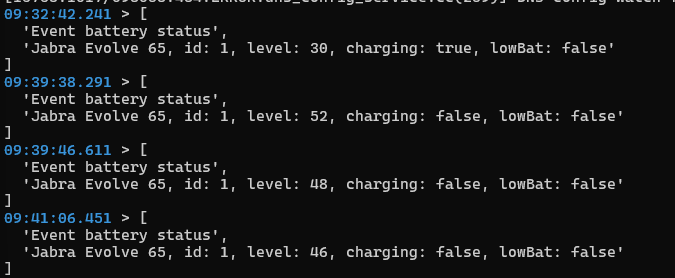 09:32:42.241 > [
  'Event battery status',
  'Jabra Evolve 65, id: 1, level: 30, charging: true, lowBat: false'
]
09:39:38.291 > [
  'Event battery status',
  'Jabra Evolve 65, id: 1, level: 52, charging: false, lowBat: false'
]
09:39:46.611 > [
  'Event battery status',
  'Jabra Evolve 65, id: 1, level: 48, charging: false, lowBat: false'
]
09:41:06.451 > [
  'Event battery status',
  'Jabra Evolve 65, id: 1, level: 46, charging: false, lowBat: false'
]